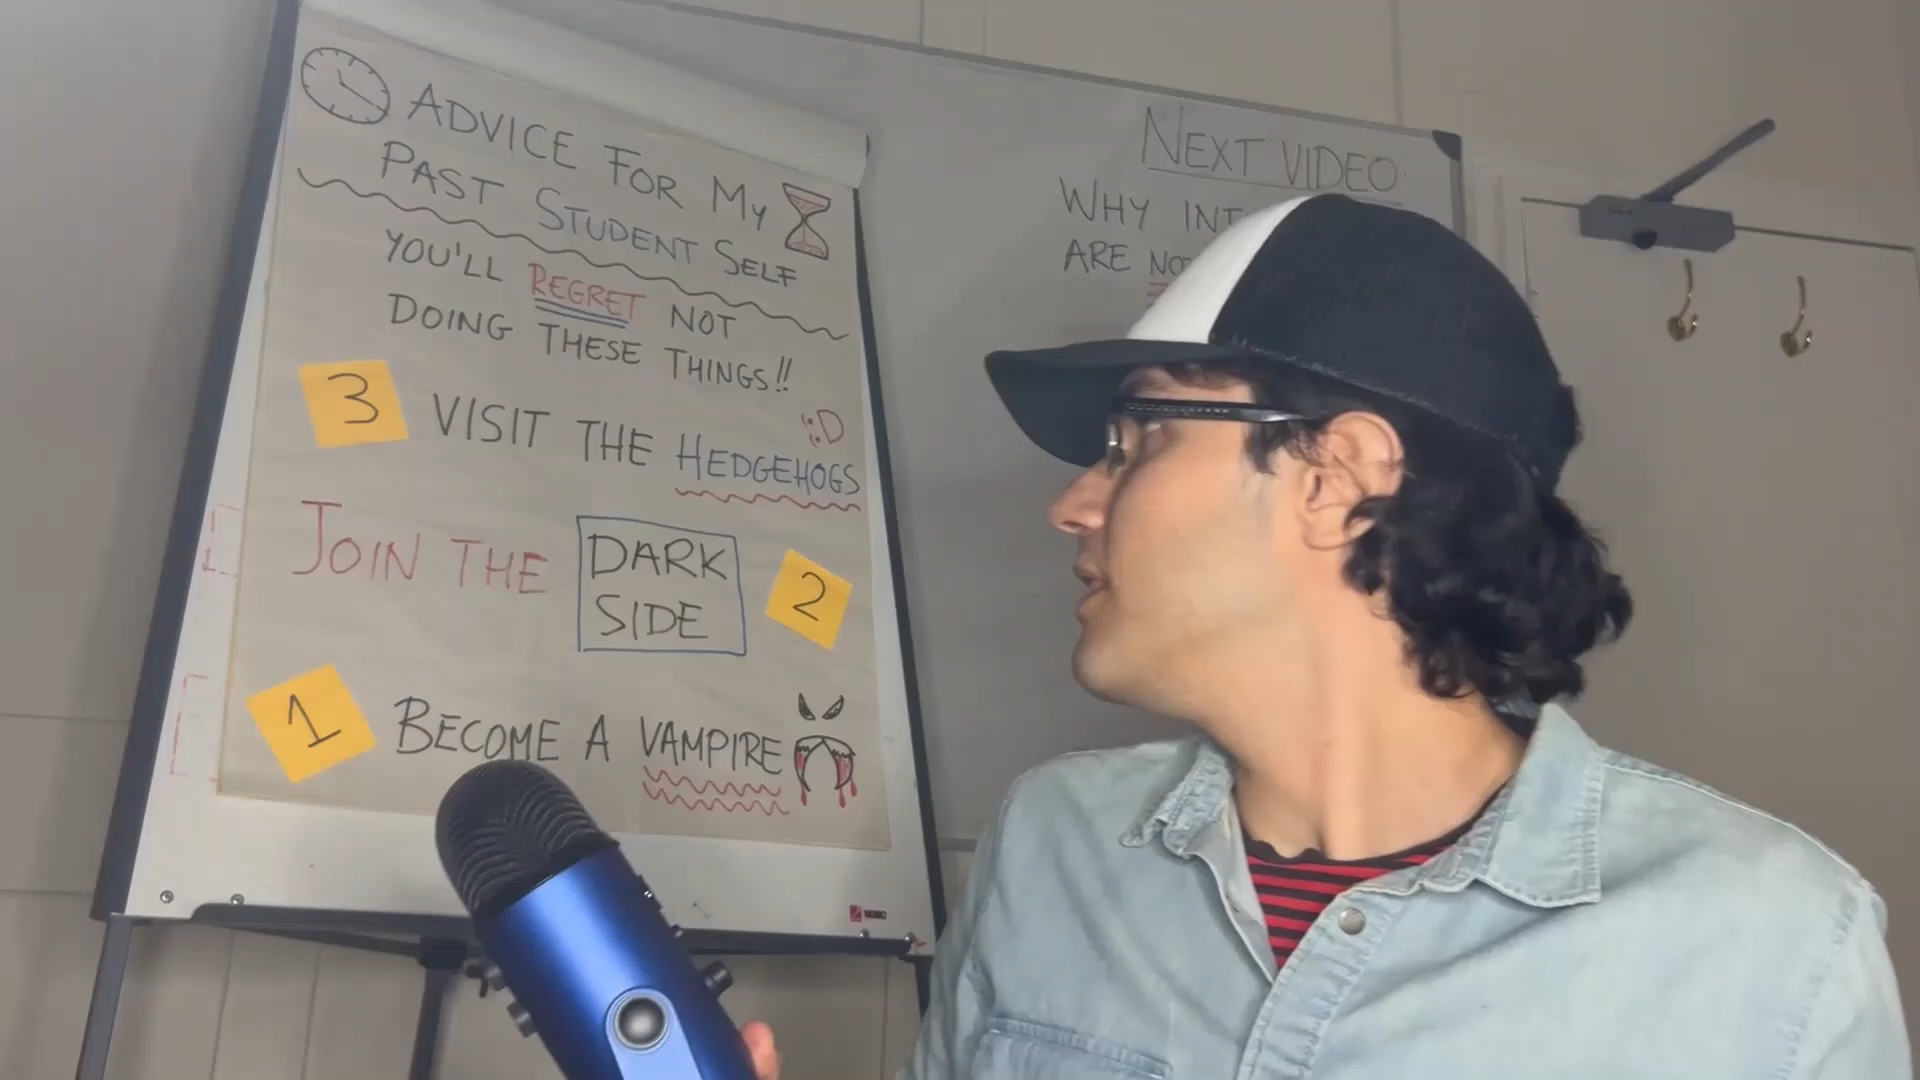 ADVICE FOR MY
PAST STUDENT SELF
YOU'LL REGRET NOT
DOING THESE THINGS!!
:D
3 VISIT THE HEDGEHOGS
JOIN THE DARK SIDE 2
1 BECOME A VAMPIRE
NOBO
NEXT VIDEO:
WHY
ARE